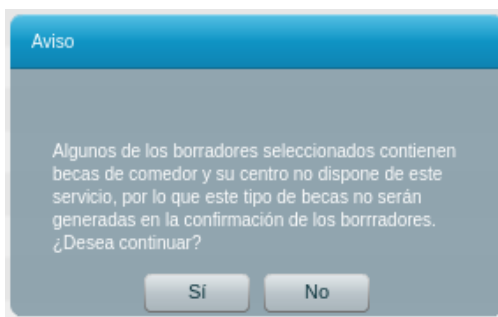 Aviso
Algunos de los borradores seleccionados contienen
becas de comedor y su centro no dispone de este
servicio, por lo que este tipo de becas no serán
generadas en la confirmación de los borrradores.
¿Desea continuar?
Sí No